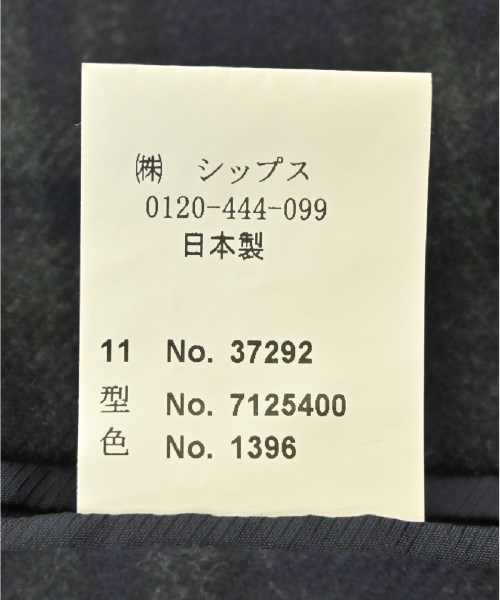 ㈱ シップス
0120-444-099
日本製
11 No. 37292
型 No. 7125400
色 No. 1396